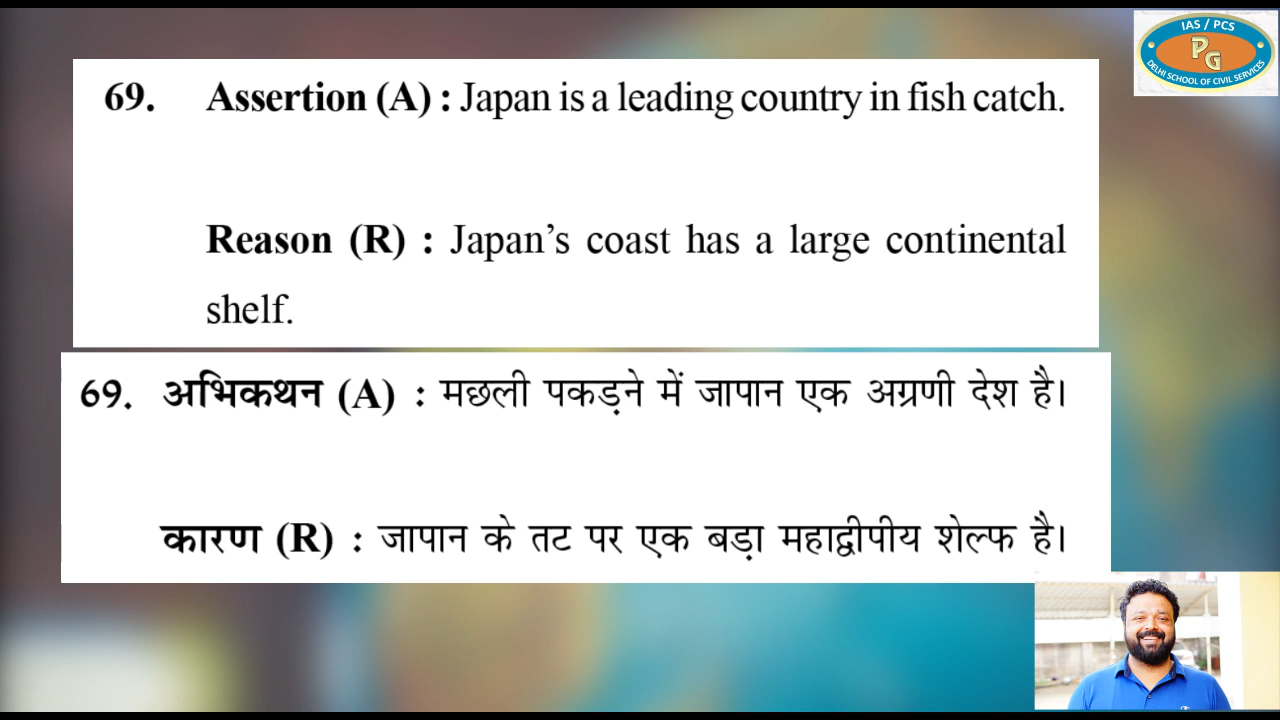 IAS / PCS
PG
DELHI SCHOOL OF CIVIL SERVICES
69. Assertion (A) : Japan is a leading country in fish catch.
Reason (R) : Japan’s coast has a large continental
shelf.
69. अभिकथन (A) : मछली पकड़ने में जापान एक अग्रणी देश है।
कारण (R) : जापान के तट पर एक बड़ा महाद्वीपीय शेल्फ है।